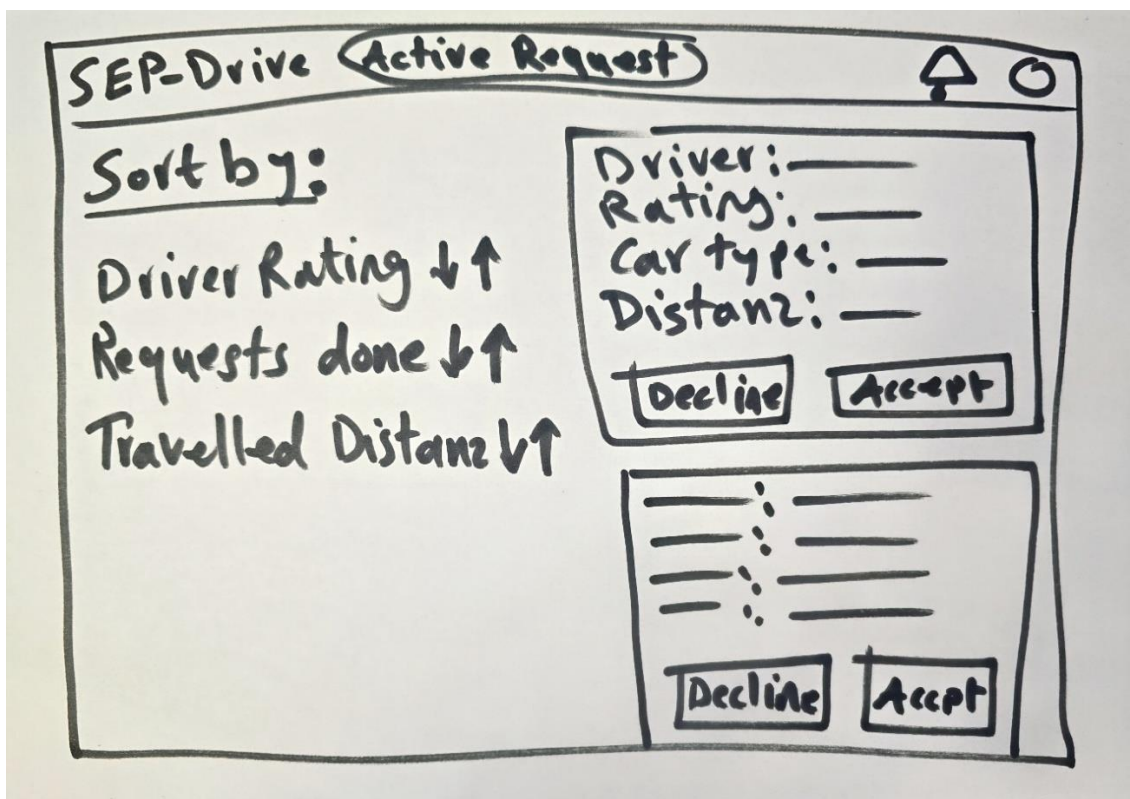 SEP-Drive Active Request
Sort by:
Driver Rating ↓↑
Requests done ↓↑
Travelled Distanz ↓↑
Driver:
Rating:
Car type:
Distanz:
Decline Accept
Decline Accpt